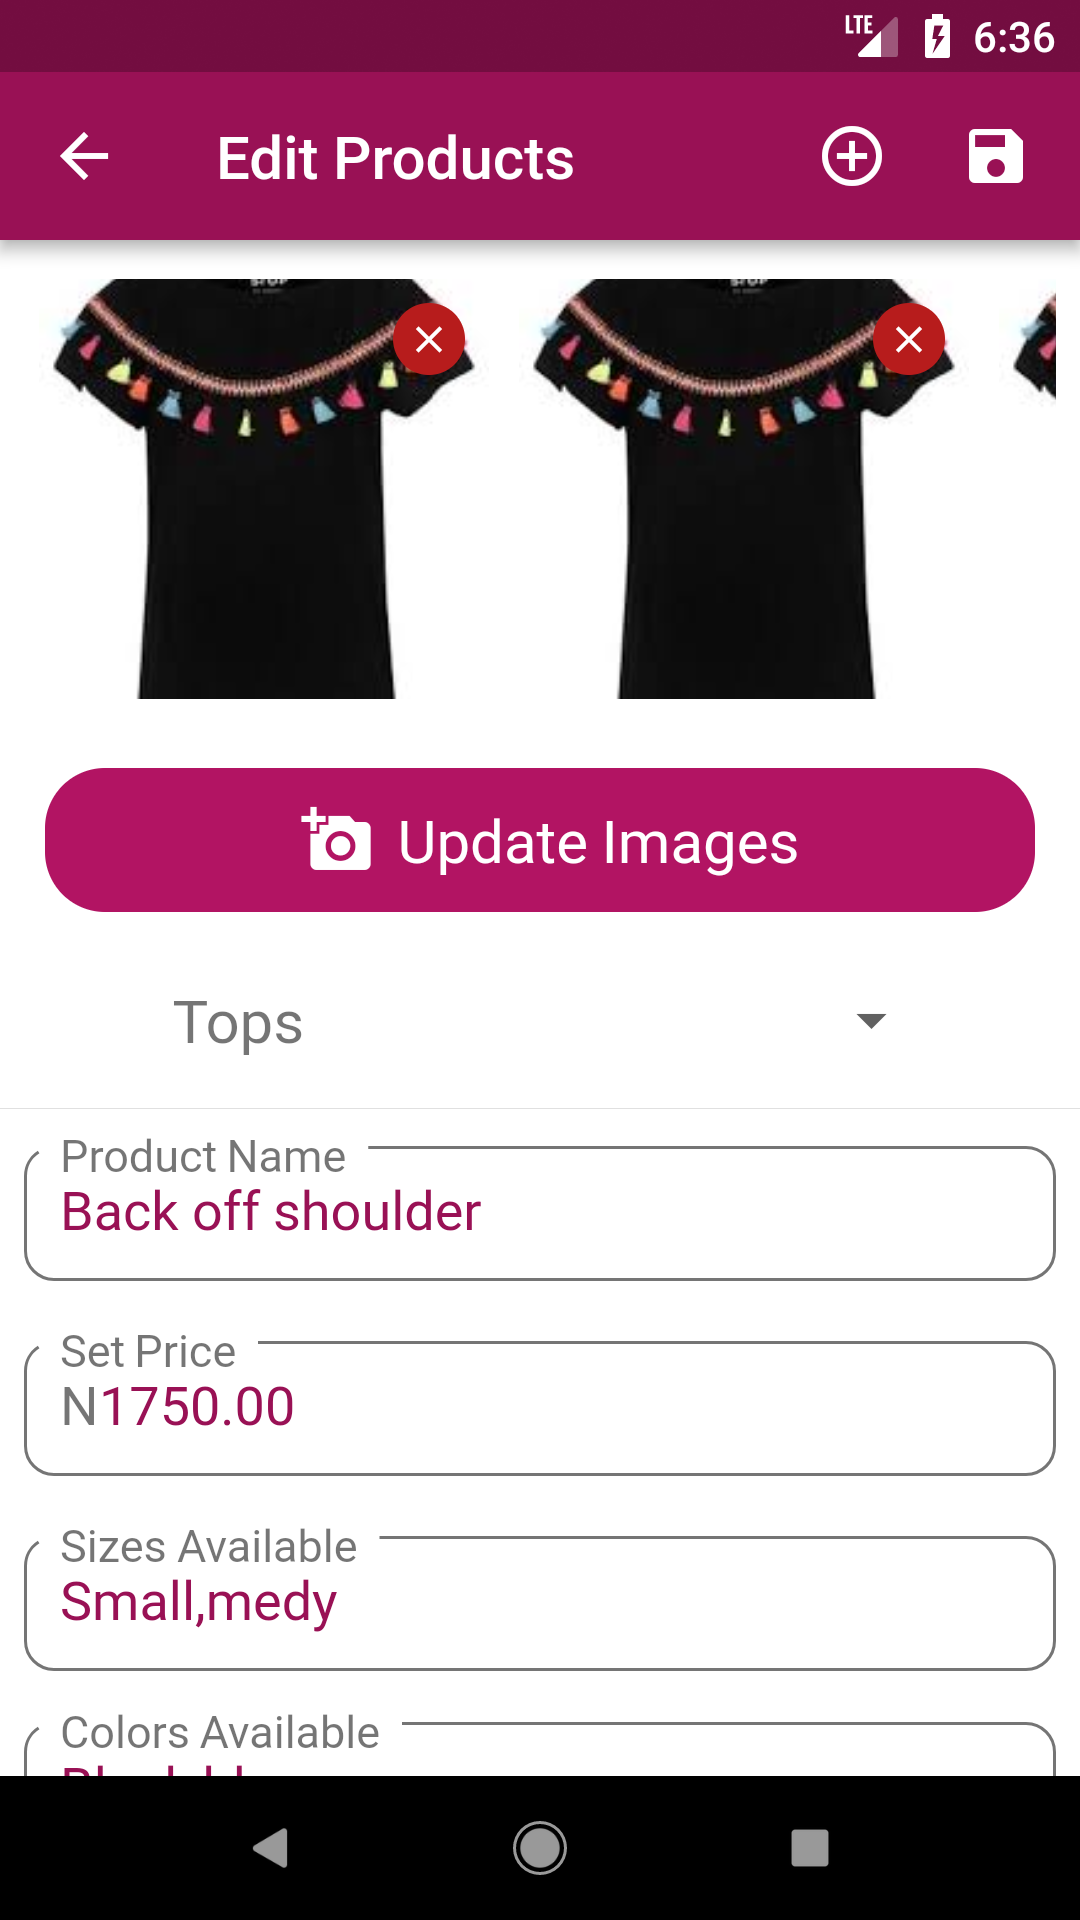 LTE 6:36
Edit Products
Update Images
Tops
Product Name
Back off shoulder
Set Price
N1750.00
Sizes Available
Small,medy
Colors Available